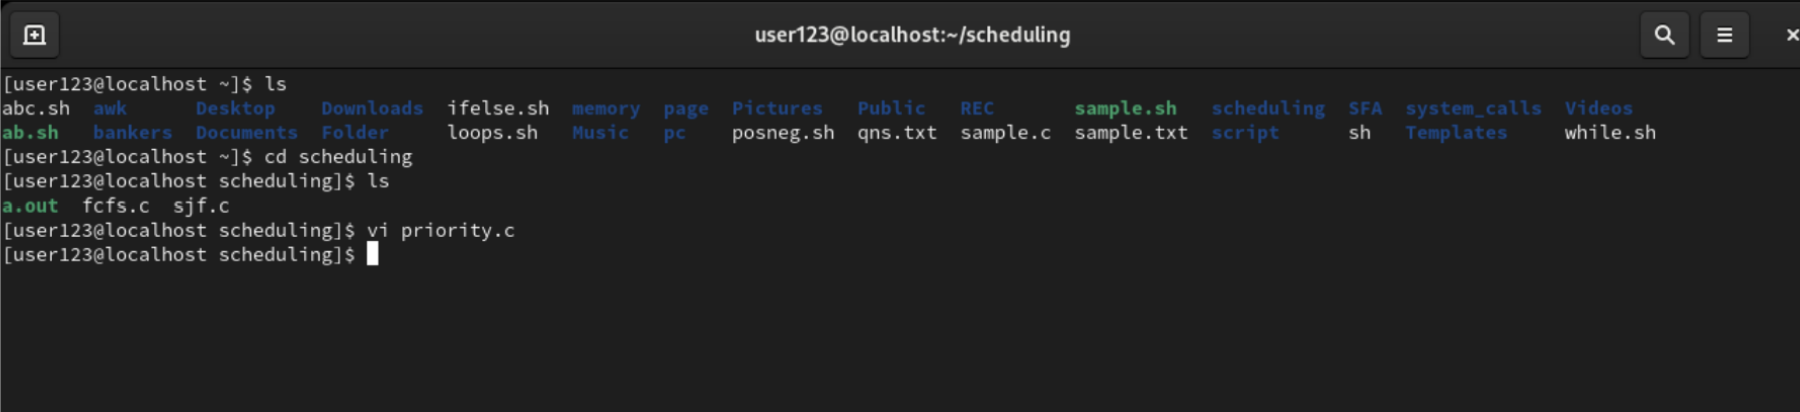 user123@localhost:~/scheduling
[user123@localhost ~]$ ls
abc.sh awk Desktop Downloads ifelse.sh memory page Pictures Public REC sample.sh scheduling SFA system_calls Videos
ab.sh bankers Documents Folder loops.sh Music pc posneg.sh qns.txt sample.c sample.txt script sh Templates while.sh
[user123@localhost ~]$ cd scheduling
[user123@localhost scheduling]$ ls
a.out fcfs.c sjf.c
[user123@localhost scheduling]$ vi priority.c
[user123@localhost scheduling]$